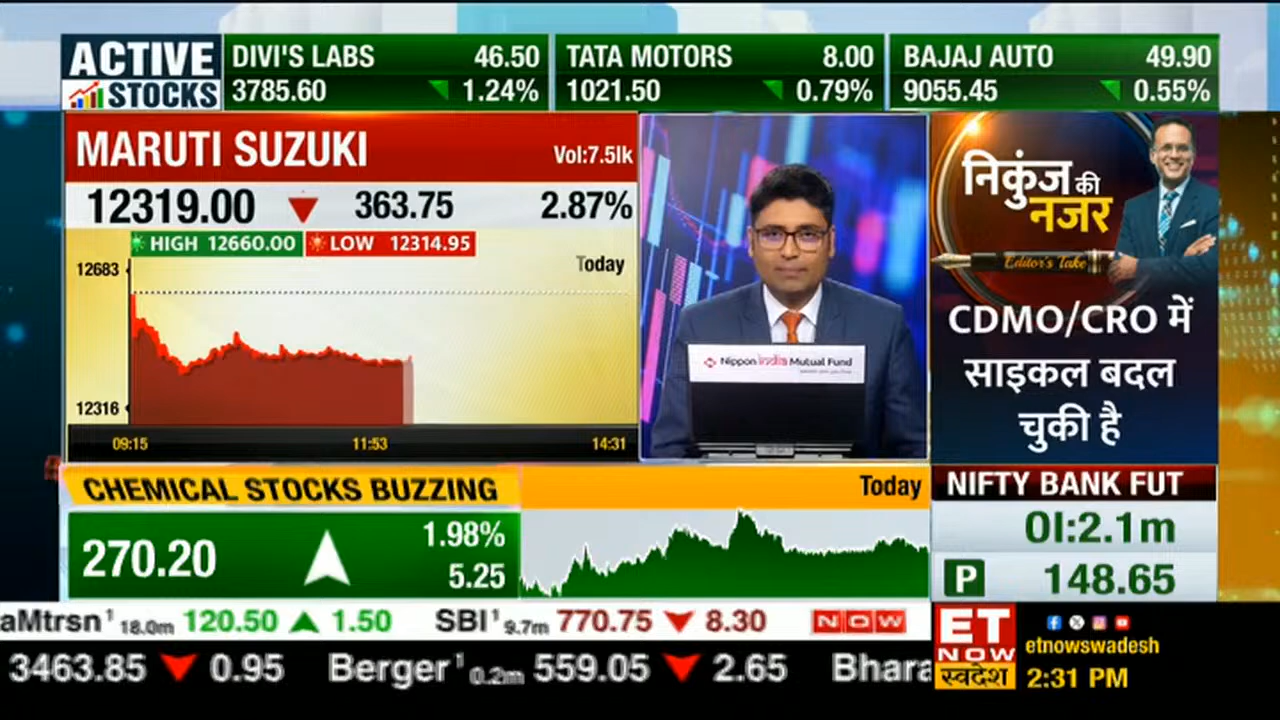 ACTIVE
STOCKS
DIVI'S LABS 46.50
3785.60 1.24%
TATA MOTORS 8.00
1021.50 0.79%
BAJAJ AUTO 49.90
9055.45 0.55%
MARUTI SUZUKI Vol:7.5lk
12319.00 363.75 2.87%
HIGH 12660.00 LOW 12314.95
Today
12683
12316
09:15 11:53 14:31
Nippon india Mutual Fund
निकुंज की
नजर
Editor's Take
CDMO/CRO में
साइकल बदल
चुकी है
CHEMICAL STOCKS BUZZING
Today
270.20 1.98%
5.25
NIFTY BANK FUT
OI:2.1m
P 148.65
aMtrsn¹ 18.0m 120.50 1.50 SBI¹ 9.7m 770.75 8.30 NOW
3463.85 0.95 Berger¹ 0.2m 559.05 2.65 Bhara
ET
NOW
स्वदेश
etnowswadesh
2:31 PM